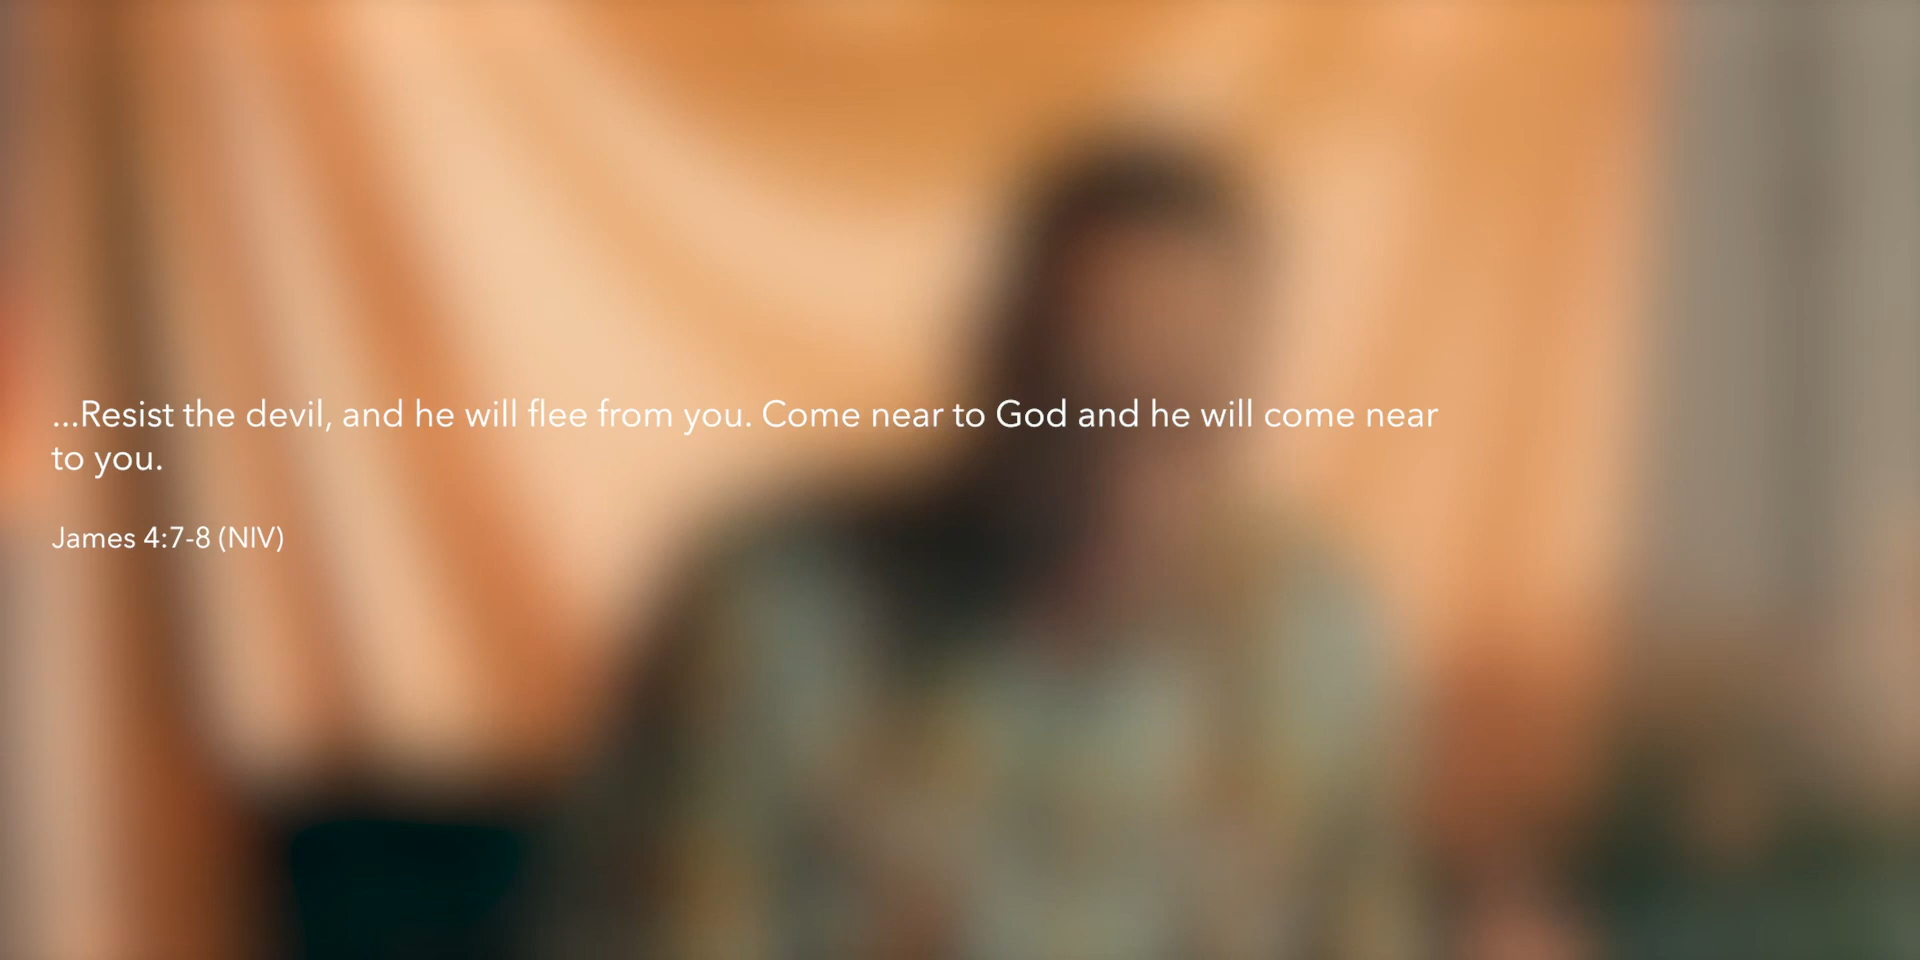 ...Resist the devil, and he will flee from you. Come near to God and he will come near
to you.
James 4:7-8 (NIV)